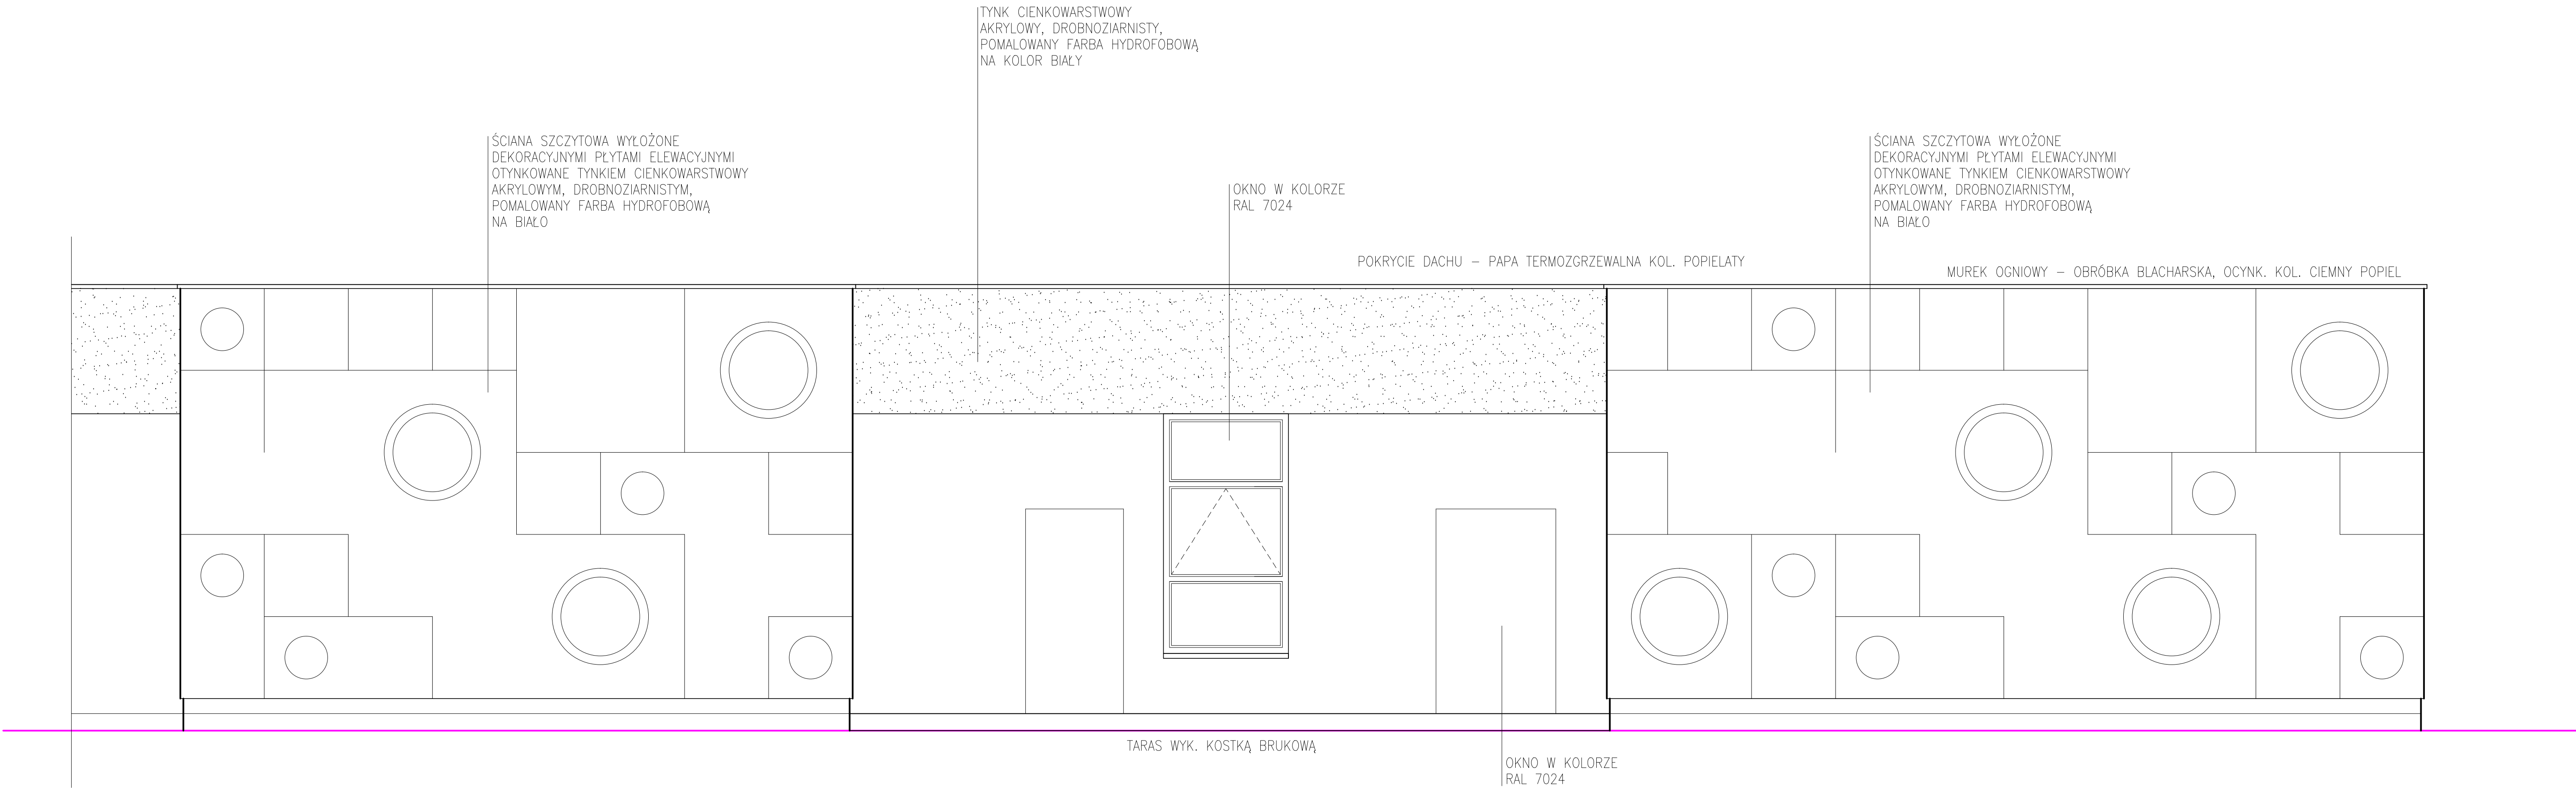 TYNK CIENKOWARSTWOWY
AKRYLOWY, DROBNOZIARNISTY,
POMALOWANY FARBA HYDROFOBOWĄ
NA KOLOR BIAŁY
ŚCIANA SZCZYTOWA WYŁOŻONE
DEKORACYJNYMI PŁYTAMI ELEWACYJNYMI
OTYNKOWANE TYNKIEM CIENKOWARSTWOWY
AKRYLOWYM, DROBNOZIARNISTYM,
POMALOWANY FARBA HYDROFOBOWĄ
NA BIAŁO
OKNO W KOLORZE
RAL 7024
ŚCIANA SZCZYTOWA WYŁOŻONE
DEKORACYJNYMI PŁYTAMI ELEWACYJNYMI
OTYNKOWANE TYNKIEM CIENKOWARSTWOWY
AKRYLOWYM, DROBNOZIARNISTYM,
POMALOWANY FARBA HYDROFOBOWĄ
NA BIAŁO
POKRYCIE DACHU – PAPA TERMOZGRZEWALNA KOL. POPIELATY
MUREK OGNIOWY – OBRÓBKA BLACHARSKA, OCYNK. KOL. CIEMNY POPIEL
TARAS WYK. KOSTKĄ BRUKOWĄ
OKNO W KOLORZE
RAL 7024